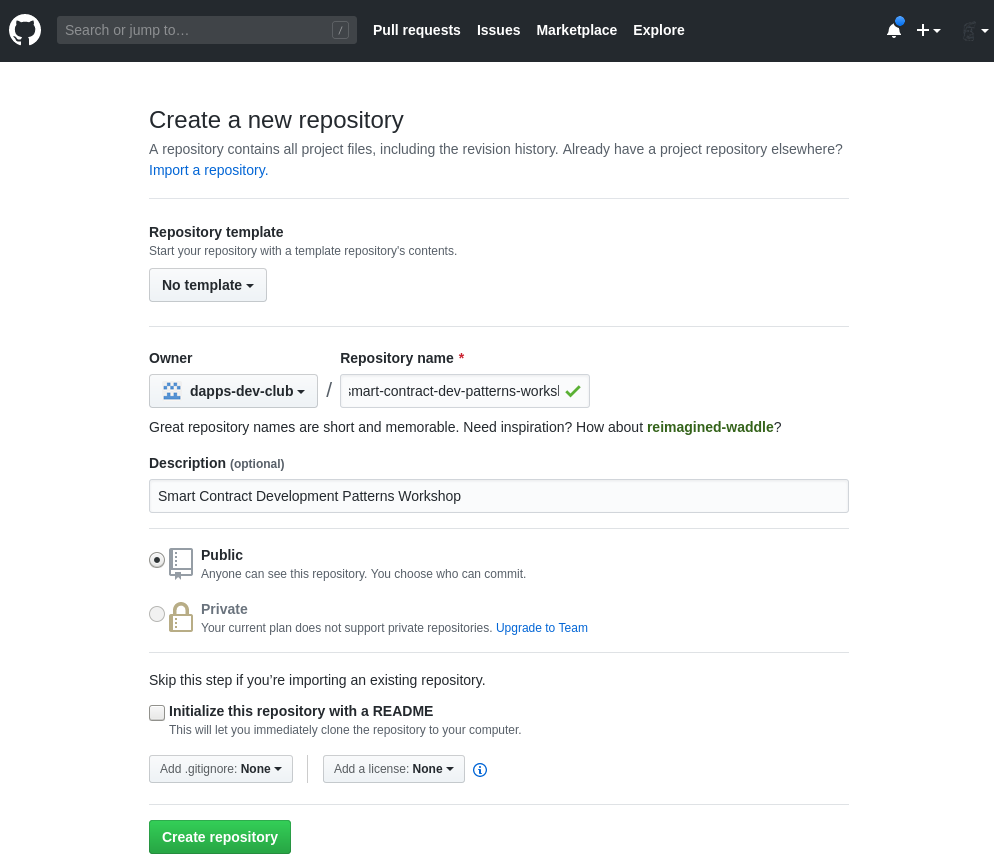 Search or jump to…
/
Pull requests
Issues
Marketplace
Explore
Create a new repository
A repository contains all project files, including the revision history. Already have a project repository elsewhere?
Import a repository.
Repository template
Start your repository with a template repository's contents.
No template
Owner
Repository name *
dapps-dev-club
/
smart-contract-dev-patterns-worksh
Great repository names are short and memorable. Need inspiration? How about reimagined-waddle?
Description (optional)
Smart Contract Development Patterns Workshop
Public
Anyone can see this repository. You choose who can commit.
Private
Your current plan does not support private repositories. Upgrade to Team
Skip this step if you’re importing an existing repository.
Initialize this repository with a README
This will let you immediately clone the repository to your computer.
Add .gitignore: None
Add a license: None
Create repository